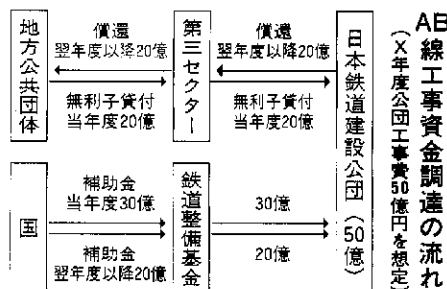 AB線工事資金調達の流れ
(X年度公団工事費50億円を想定)
日本鉄道建設公団(50億)
償還
翌年度以降20億
無利子貸付
当年度20億
第三セクター
償還
翌年度以降20億
無利子貸付
当年度20億
地方公共団体
30億
20億
鉄道整備基金
補助金
当年度30億
補助金
翌年度以降20億
国